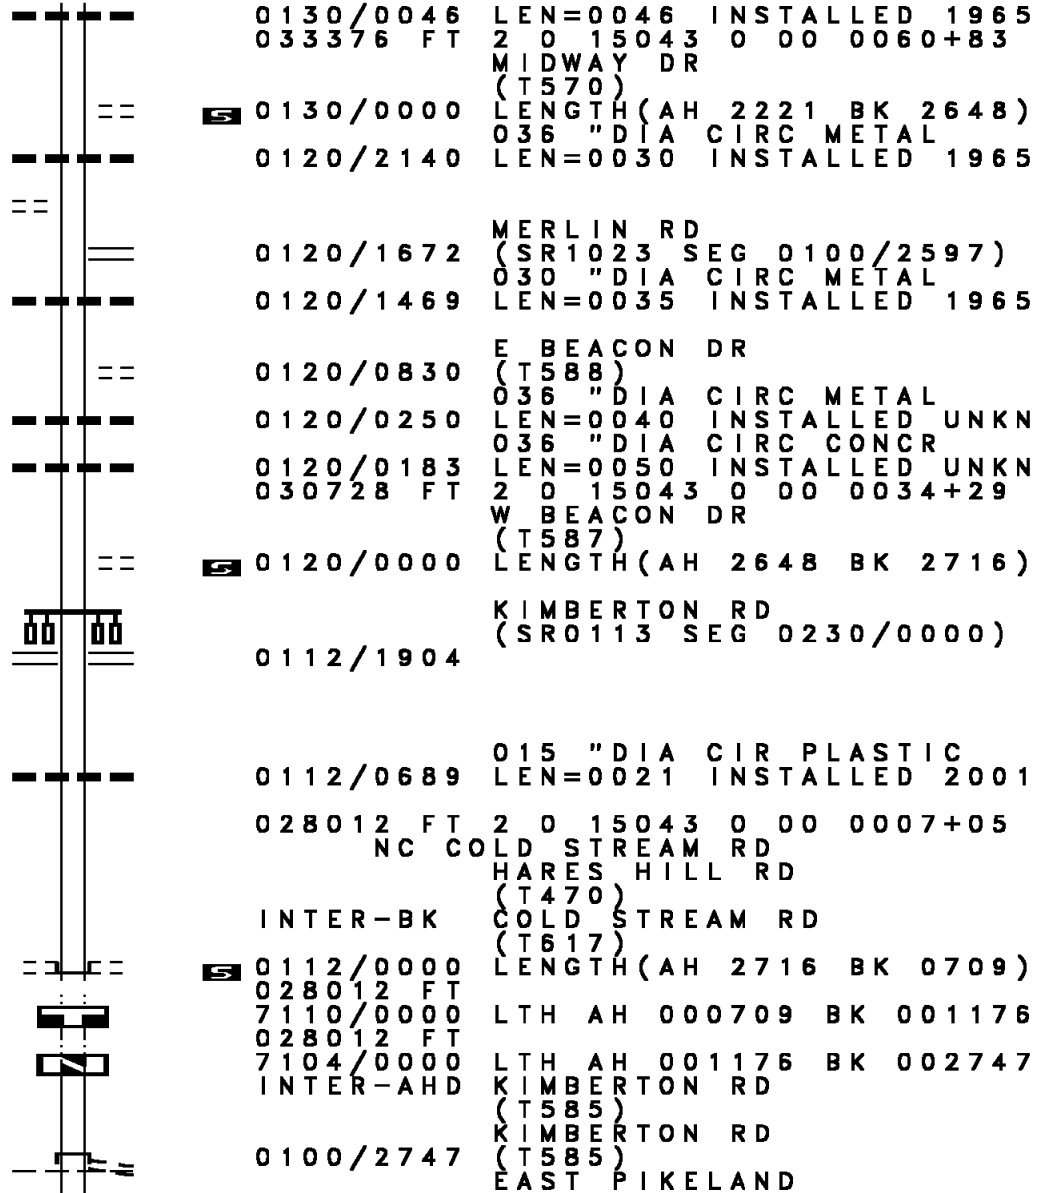 0130/0046 LEN=0046 INSTALLED 1965
033376 FT 2 0 15043 0 00 0060+83
MIDWAY DR
(T570)
S 0130/0000 LENGTH(AH 2221 BK 2648)
036 "DIA CIRC METAL
0120/2140 LEN=0030 INSTALLED 1965
MERLIN RD
0120/1672 (SR1023 SEG 0100/2597)
030 "DIA CIRC METAL
0120/1469 LEN=0035 INSTALLED 1965
E BEACON DR
0120/0830 (T588)
036 "DIA CIRC METAL
0120/0250 LEN=0040 INSTALLED UNKN
036 "DIA CIRC CONCR
0120/0183 LEN=0050 INSTALLED UNKN
030728 FT 2 0 15043 0 00 0034+29
W BEACON DR
(T587)
S 0120/0000 LENGTH(AH 2648 BK 2716)
KIMBERTON RD
(SR0113 SEG 0230/0000)
0112/1904
015 "DIA CIR PLASTIC
0112/0689 LEN=0021 INSTALLED 2001
028012 FT 2 0 15043 0 00 0007+05
NC COLD STREAM RD
HARES HILL RD
(T470)
INTER-BK COLD STREAM RD
(T617)
S 0112/0000 LENGTH(AH 2716 BK 0709)
028012 FT
7110/0000 LTH AH 000709 BK 001176
028012 FT
7104/0000 LTH AH 001176 BK 002747
INTER-AHD KIMBERTON RD
(T585)
KIMBERTON RD
0100/2747 (T585)
EAST PIKELAND